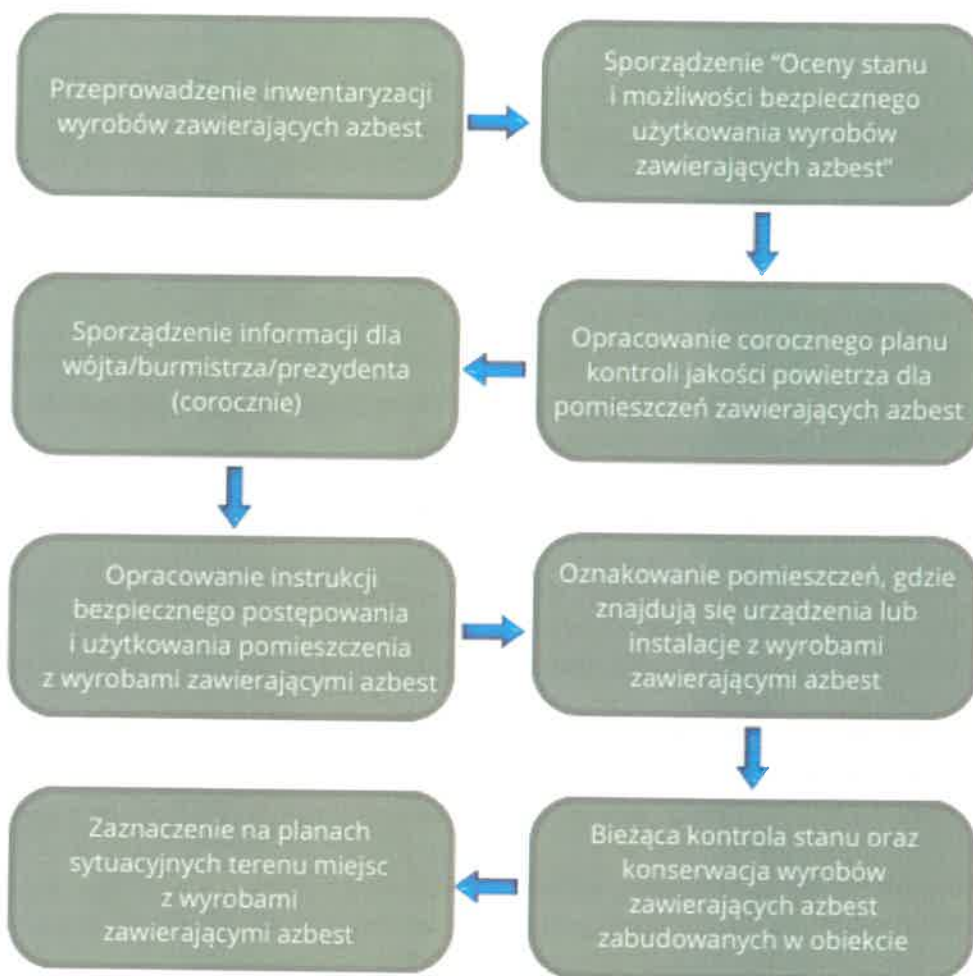 Przeprowadzenie inwentaryzacji
wyrobów zawierających azbest
Sporządzenie "Oceny stanu
i możliwości bezpiecznego
użytkowania wyrobów
zawierających azbest"
Opracowanie corocznego planu
kontroli jakości powietrza dla
pomieszczeń zawierających azbest
Sporządzenie informacji dla
wójta/burmistrza/prezydenta
(corocznie)
Opracowanie instrukcji
bezpiecznego postępowania
i użytkowania pomieszczenia
z wyrobami zawierającymi azbest
Oznakowanie pomieszczeń, gdzie
znajdują się urządzenia lub
instalacje z wyrobami
zawierającymi azbest
Bieżąca kontrola stanu oraz
konserwacja wyrobów
zawierających azbest
zabudowanych w obiekcie
Zaznaczenie na planach
sytuacyjnych terenu miejsc
z wyrobami
zawierającymi azbest